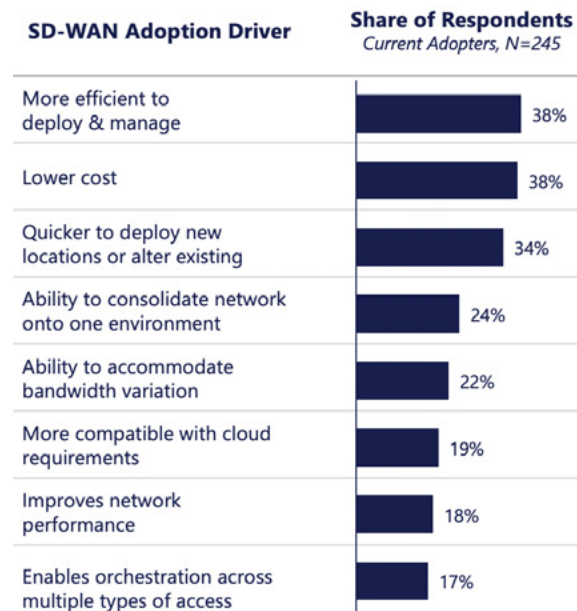 SD-WAN Adoption Driver
Share of Respondents
Current Adopters, N=245
More efficient to
deploy & manage
38%
Lower cost
38%
Quicker to deploy new
locations or alter existing
34%
Ability to consolidate network
onto one environment
24%
Ability to accommodate
bandwidth variation
22%
More compatible with cloud
requirements
19%
Improves network
performance
18%
Enables orchestration across
multiple types of access
17%